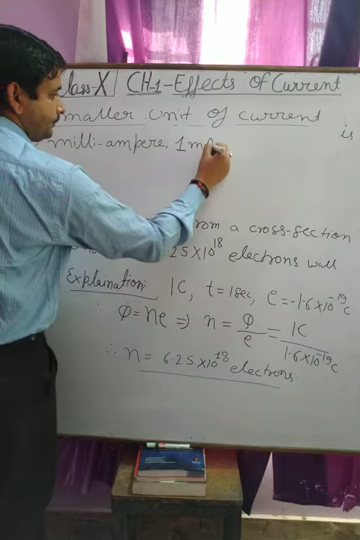 Class-X CH-1-Effects Of Current
Smaller unit of current is
milli-ampere, 1m
from a cross-section
25 X 10^18 electrons will
Explanation 1C, t = 1sec, e = -1.6 X 10^-19 C
Q = ne => n = Q/e = 1C/1.6 X 10^-19 C
∴ n = 6.25 X 10^18 electrons